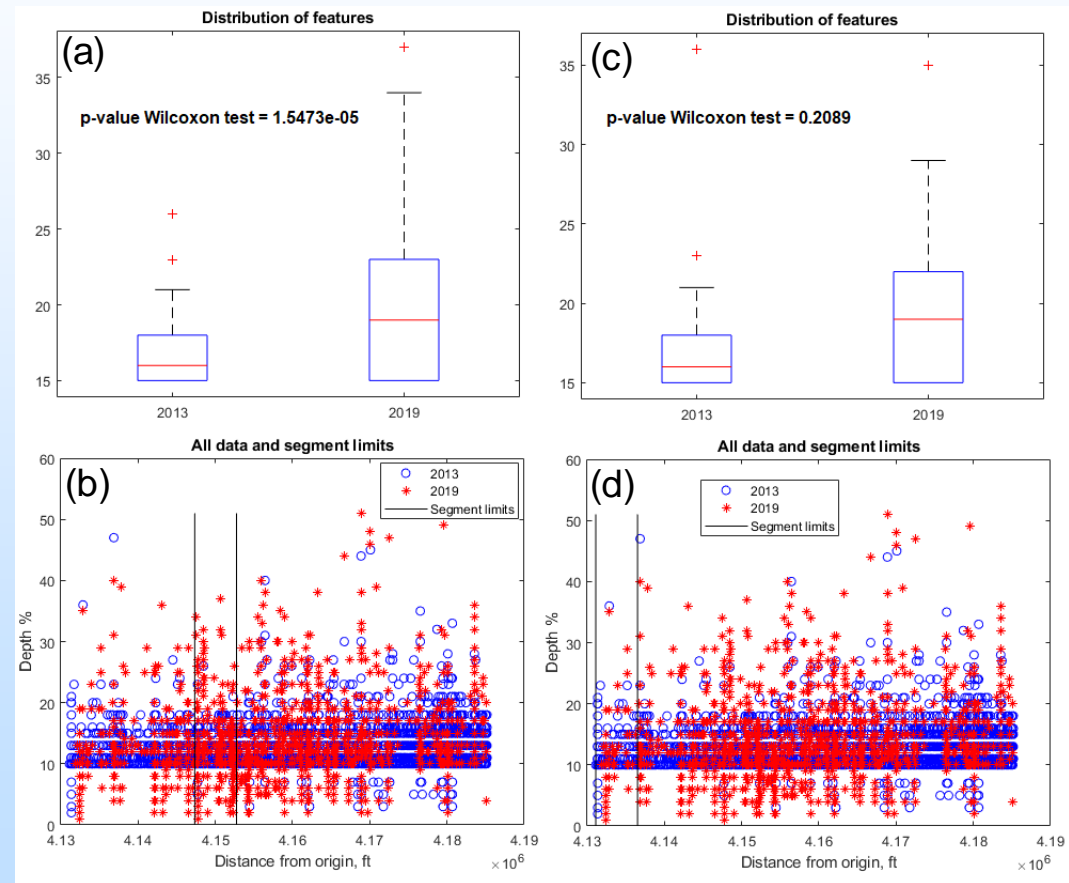 Distribution of features
(a)
p-value Wilcoxon test = 1.5473e-05
35
30
25
20
15
2013
2019
Distribution of features
(c)
p-value Wilcoxon test = 0.2089
35
30
25
20
15
2013
2019
All data and segment limits
(b)
2013
2019
Segment limits
Depth %
60
50
40
30
20
10
0
4.13 4.14 4.15 4.16 4.17 4.18 4.19
Distance from origin, ft
×10^6
All data and segment limits
(d)
2013
2019
Segment limits
Depth %
60
50
40
30
20
10
0
4.13 4.14 4.15 4.16 4.17 4.18 4.19
Distance from origin, ft
×10^6